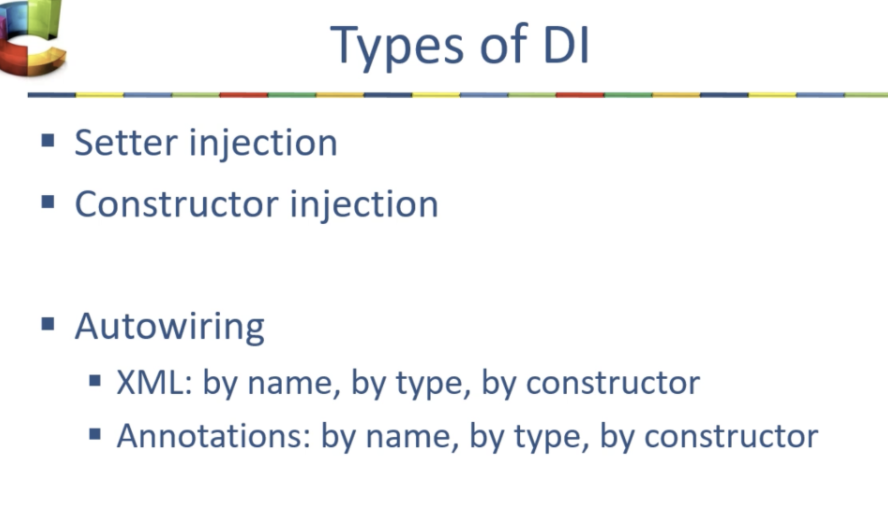 Types of DI
Setter injection
Constructor injection
Autowiring
XML: by name, by type, by constructor
Annotations: by name, by type, by constructor